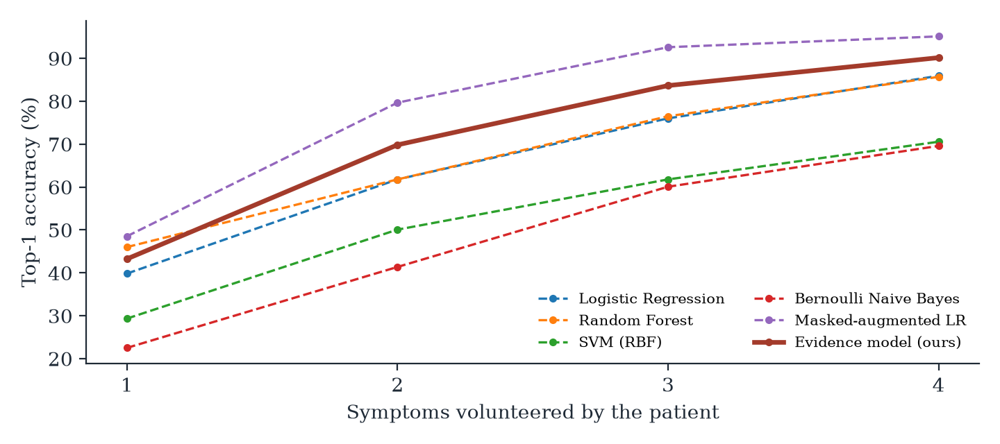 Top-1 accuracy (%)
90
80
70
60
50
40
30
20
1 2 3 4
Symptoms volunteered by the patient
Logistic Regression
Random Forest
SVM (RBF)
Bernoulli Naive Bayes
Masked-augmented LR
Evidence model (ours)